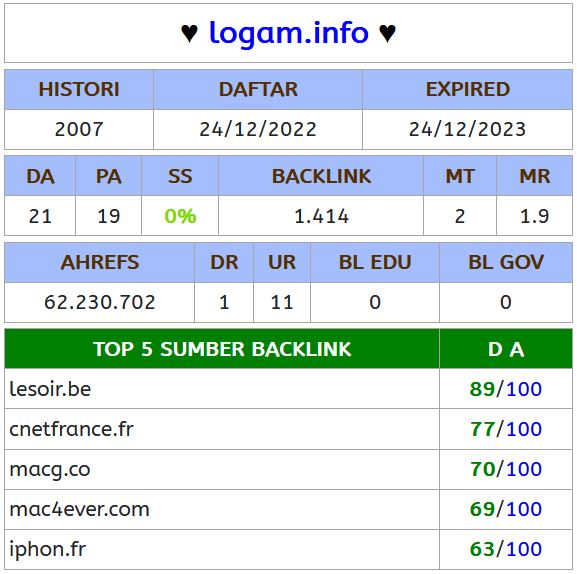 ♥ logam.info ♥
HISTORI DAFTAR EXPIRED
2007 24/12/2022 24/12/2023
DA PA SS BACKLINK MT MR
21 19 0% 1.414 2 1.9
AHREFS DR UR BL EDU BL GOV
62.230.702 1 11 0 0
TOP 5 SUMBER BACKLINK D A
lesoir.be 89/100
cnetfrance.fr 77/100
macg.co 70/100
mac4ever.com 69/100
iphon.fr 63/100